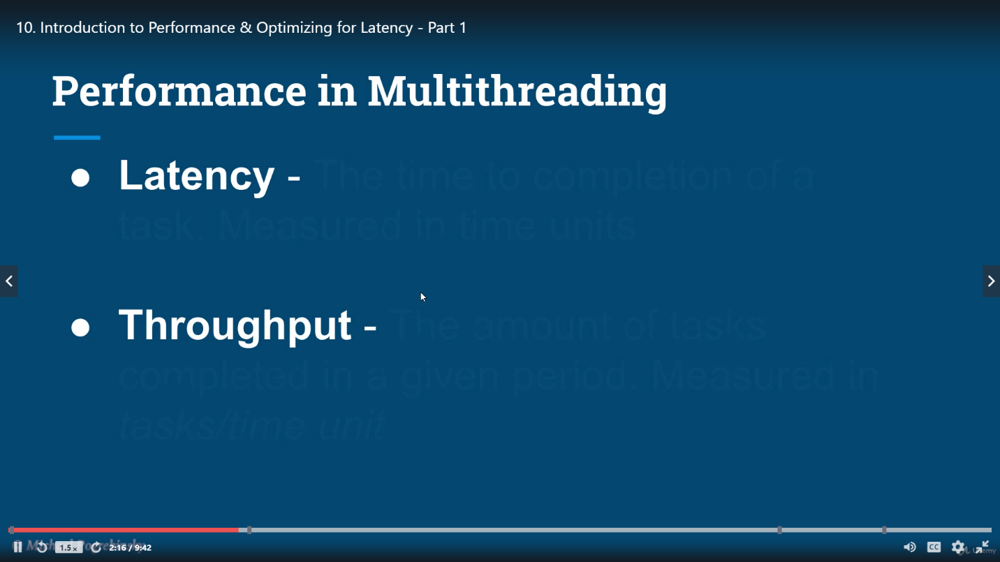 10. Introduction to Performance & Optimizing for Latency - Part 1
Performance in Multithreading
● Latency - The time to completion of a
task. Measured in time units
● Throughput - The amount of tasks
completed in a given period. Measured in
tasks/time unit
1.5x
2:16 / 9:42
CC
Udemy